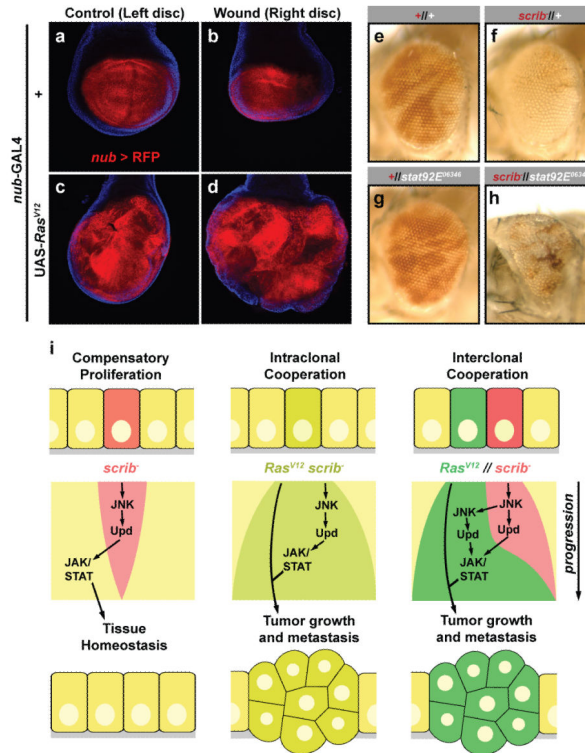 Control (Left disc) Wound (Right disc)
a b
nub-GAL4
+
nub > RFP
UAS-RasV12
c d
+//+ scrib-//+
e f
+//stat92E06346 scrib-//stat92E06346
g h
i
Compensatory Proliferation
Intraclonal Cooperation
Interclonal Cooperation
scrib-
RasV12 scrib-
RasV12 // scrib-
JNK
Upd
JAK/
STAT
JNK
Upd
JAK/
STAT
JNK JNK
Upd Upd
JAK/
STAT
progression
Tissue
Homeostasis
Tumor growth
and metastasis
Tumor growth
and metastasis